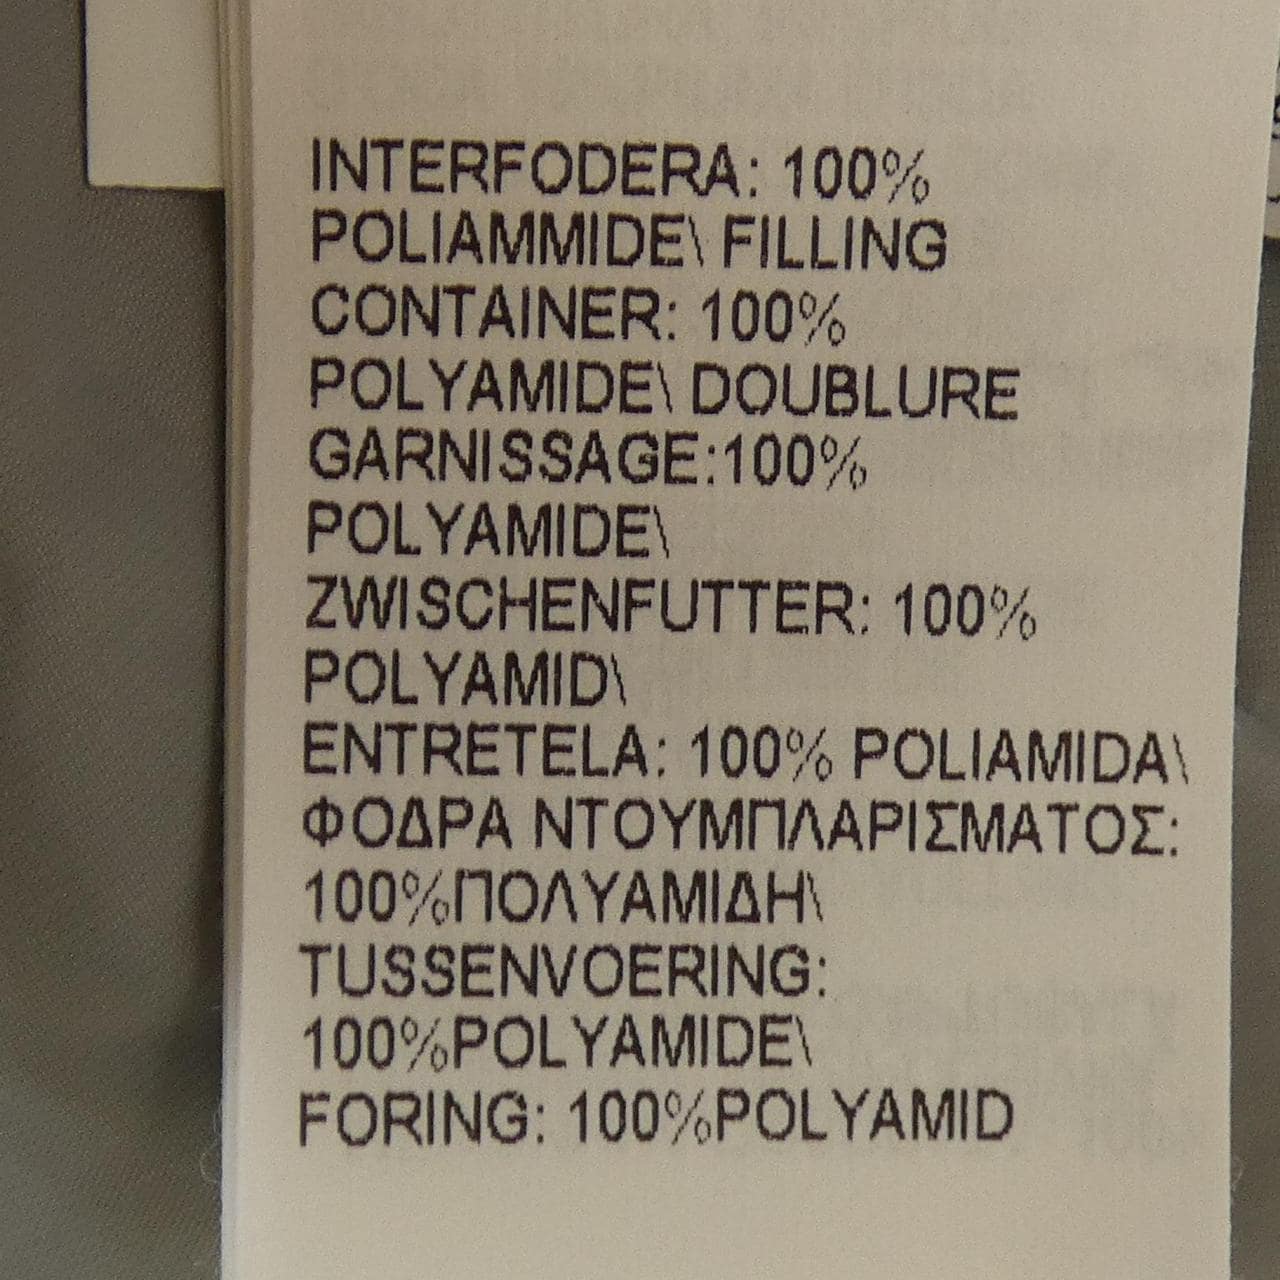 INTERFODERA: 100%
POLIAMMIDE\ FILLING
CONTAINER: 100%
POLYAMIDE\ DOUBLURE
GARNISSAGE:100%
POLYAMIDE\
ZWISCHENFUTTER: 100%
POLYAMID\
ENTRETELA: 100% POLIAMIDA\
ΦΟΔΡΑ ΝΤΟΥΜΠΛΑΡΙΣΜΑΤΟΣ:
100%ΠΟΛΥΑΜΙΔΗ\
TUSSENVOERING:
100%POLYAMIDE\
FORING: 100%POLYAMID